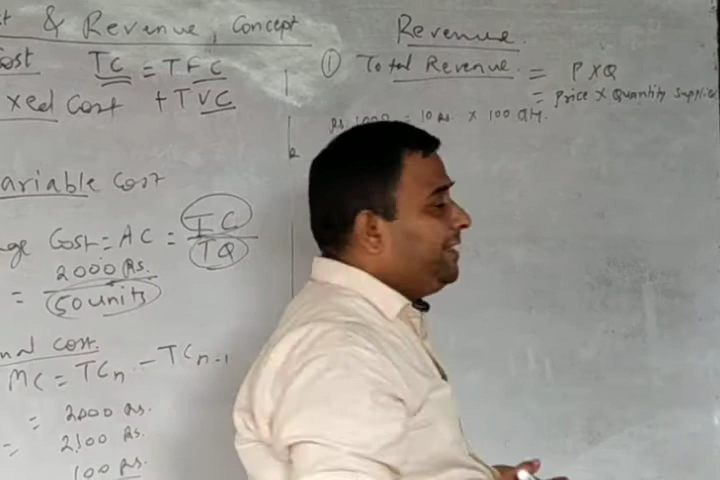 & Revenue, Concept
Cost
TC = TFC
+ TVC
xed Cost
ariable Cost
ge Cost = AC = TC
TQ
= 2000 Rs.
50 units
nal cost.
MC = TCn - TCn-1
= 2000 Rs.
= 2100 Rs.
100 Rs.
Revenue.
① Total Revenue. = P X Q
= Price X Quantity Supplied
Rs. 1000 = 10 Rs. X 100 Qty.